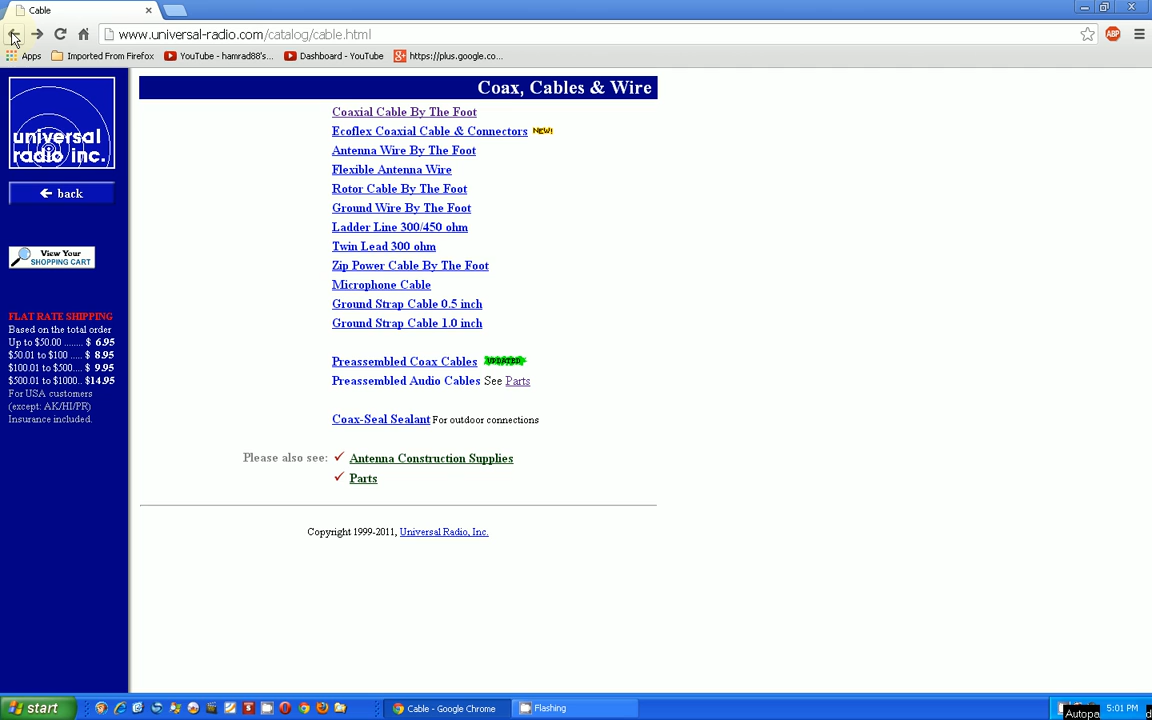 Cable
www.universal-radio.com/catalog/cable.html
ABP
Apps Imported From Firefox YouTube - hamrad88's... Dashboard - YouTube https://plus.google.co...
universal
radio inc.
back
View Your
SHOPPING CART
FLAT RATE SHIPPING
Based on the total order
Up to $50.00 ........ $ 6.95
$50.01 to $100 ..... $ 8.95
$100.01 to $500.... $ 9.95
$500.01 to $1000.. $14.95
For USA customers
(except: AK/HI/PR)
Insurance included.
Coax, Cables & Wire
Coaxial Cable By The Foot
Ecoflex Coaxial Cable & Connectors NEW!
Antenna Wire By The Foot
Flexible Antenna Wire
Rotor Cable By The Foot
Ground Wire By The Foot
Ladder Line 300/450 ohm
Twin Lead 300 ohm
Zip Power Cable By The Foot
Microphone Cable
Ground Strap Cable 0.5 inch
Ground Strap Cable 1.0 inch
Preassembled Coax Cables UPDATED
Preassembled Audio Cables See Parts
Coax-Seal Sealant For outdoor connections
Please also see: Antenna Construction Supplies
Parts
Copyright 1999-2011, Universal Radio, Inc.
start Cable - Google Chrome Flashing 5:01 PM
Autopa